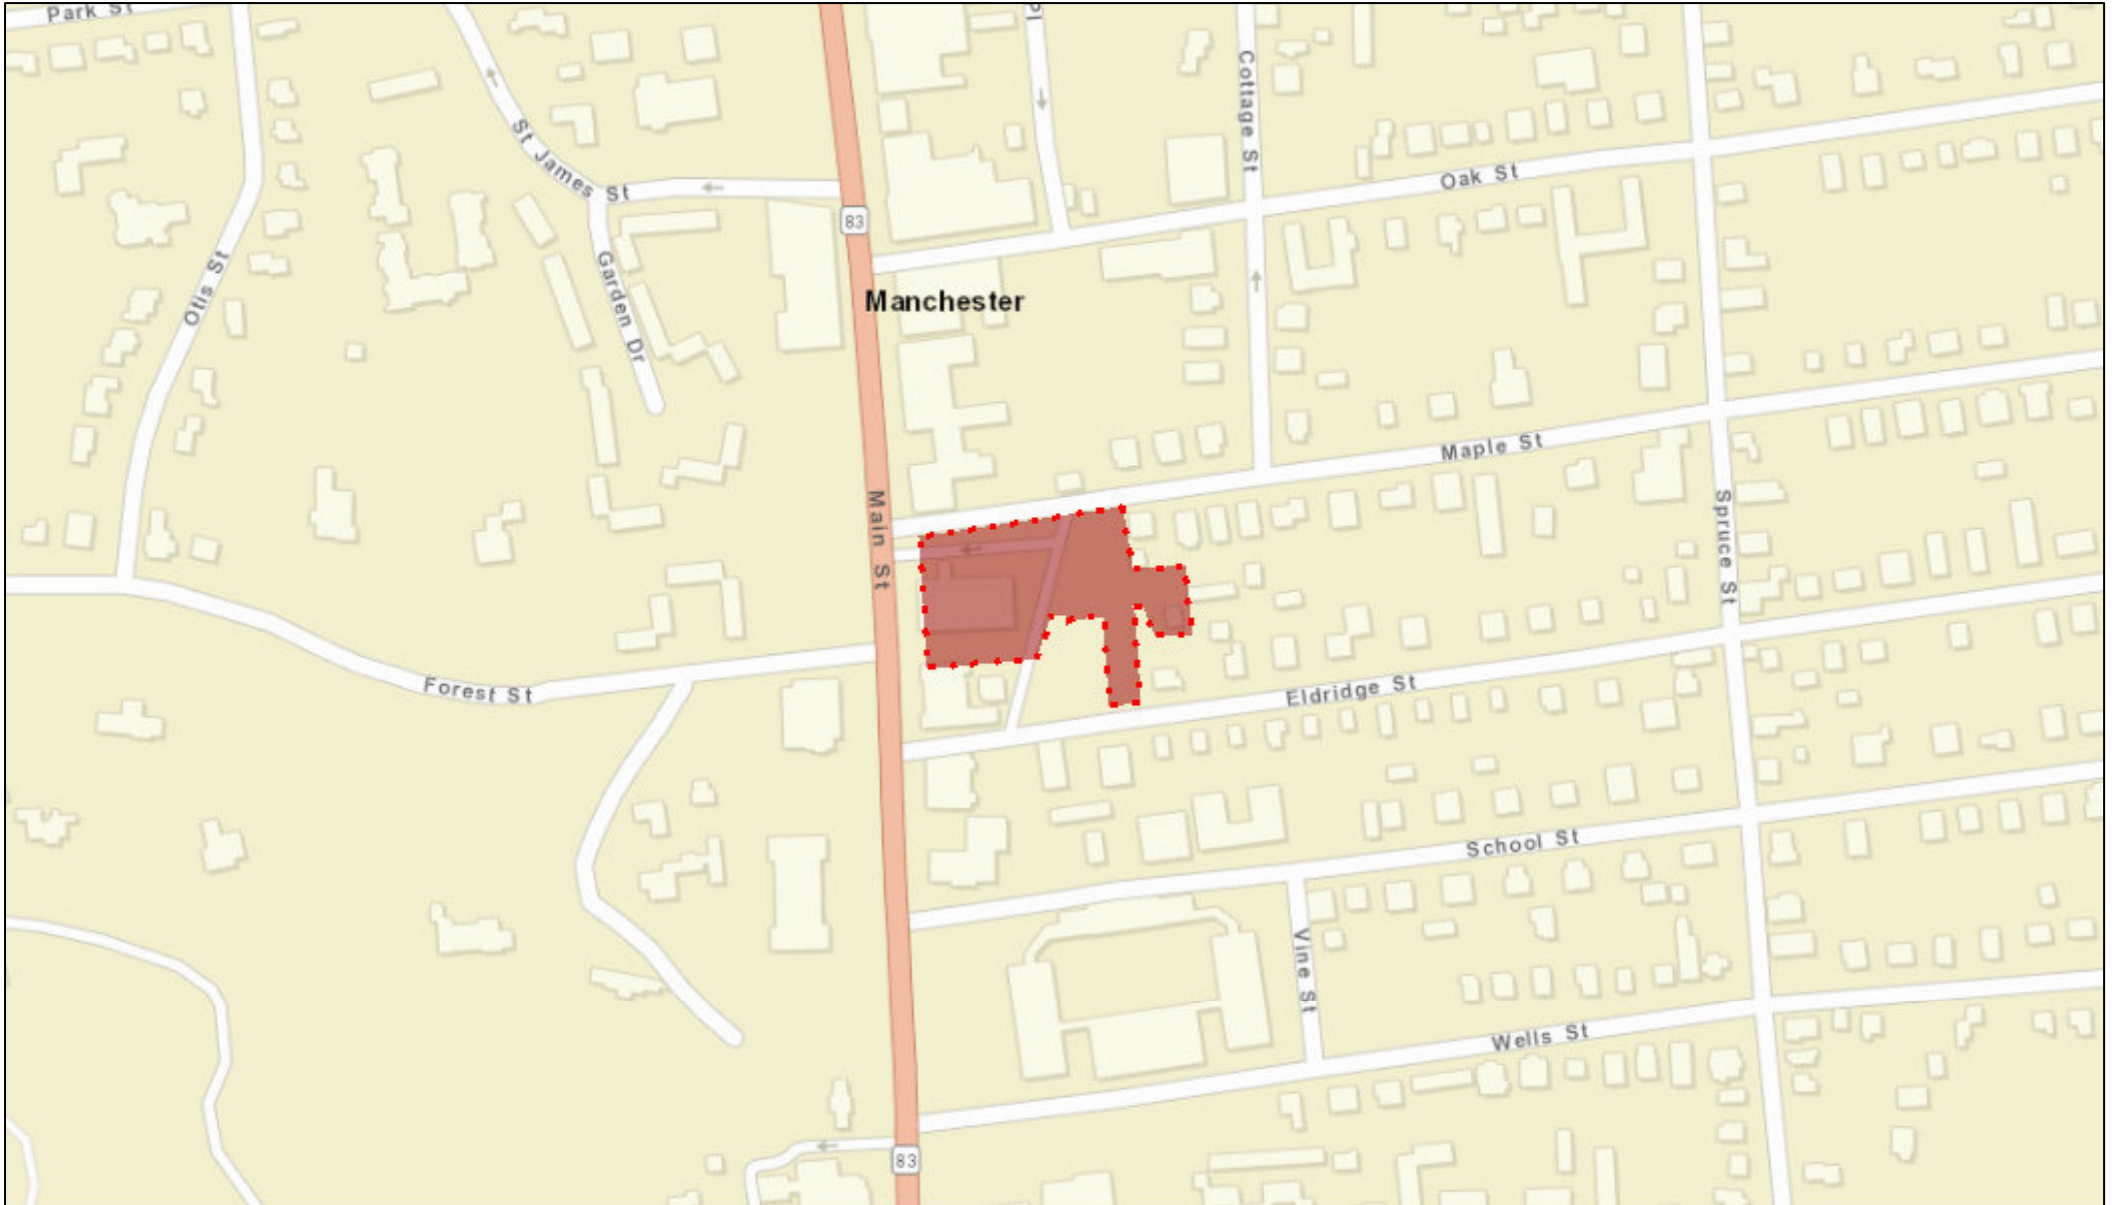 Park St
Pl
Cottage St
St James St
Oak St
83
Otis St
Garden Dr
Manchester
Maple St
Main St
Spruce St
Forest St
Eldridge St
School St
Vine St
Wells St
83